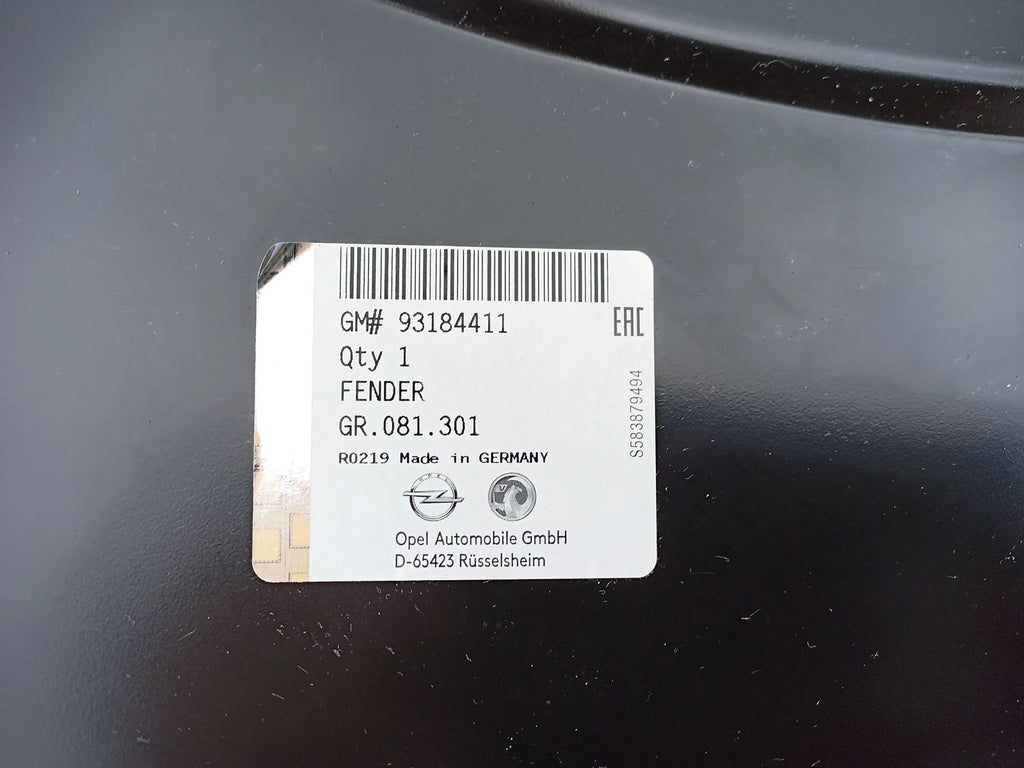 GM# 93184411
EAC
Qty 1
FENDER
GR.081.301
S583879494
R0219 Made in GERMANY
OPEL
Opel Automobile GmbH
D-65423 Rüsselsheim